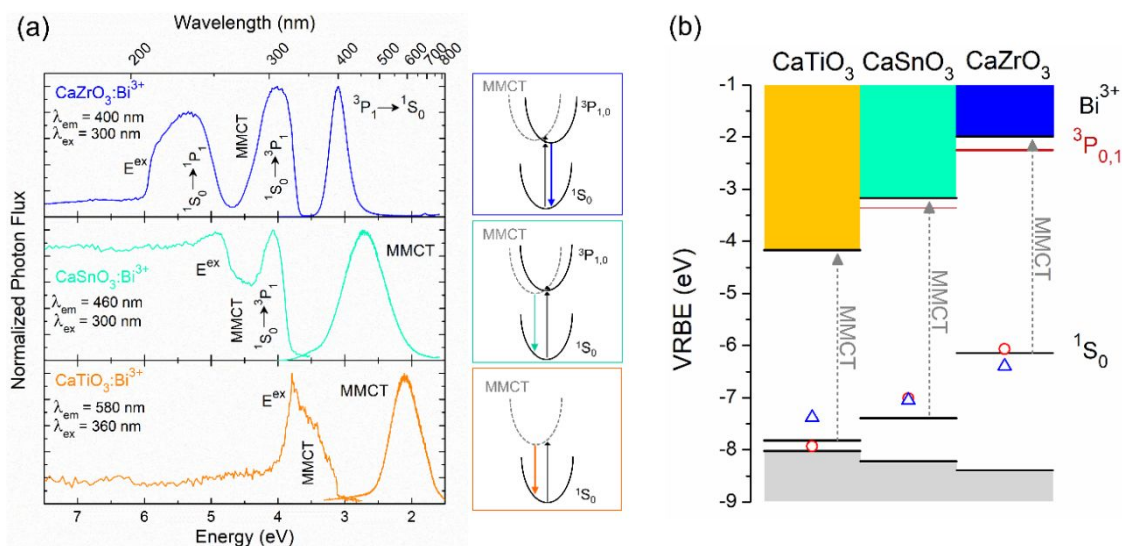 (a)
Wavelength (nm)
200 300 400 500 600 700 800
CaZrO₃:Bi³⁺
λem = 400 nm
λex = 300 nm
Eᵉˣ
¹S₀→¹P₁
MMCT
¹S₀→³P₁
³P₁→¹S₀
CaSnO₃:Bi³⁺
λem = 460 nm
λex = 300 nm
Eᵉˣ
MMCT
¹S₀→³P₁
MMCT
CaTiO₃:Bi³⁺
λem = 580 nm
λex = 360 nm
Eᵉˣ
MMCT
MMCT
Normalized Photon Flux
7 6 5 4 3 2
Energy (eV)
MMCT
³P₁,₀
¹S₀
MMCT
³P₁,₀
¹S₀
MMCT
¹S₀
(b)
CaTiO₃ CaSnO₃ CaZrO₃
-1
-2
-3
-4
-5
-6
-7
-8
-9
VRBE (eV)
MMCT
MMCT
MMCT
Bi³⁺
³P₀,₁
¹S₀